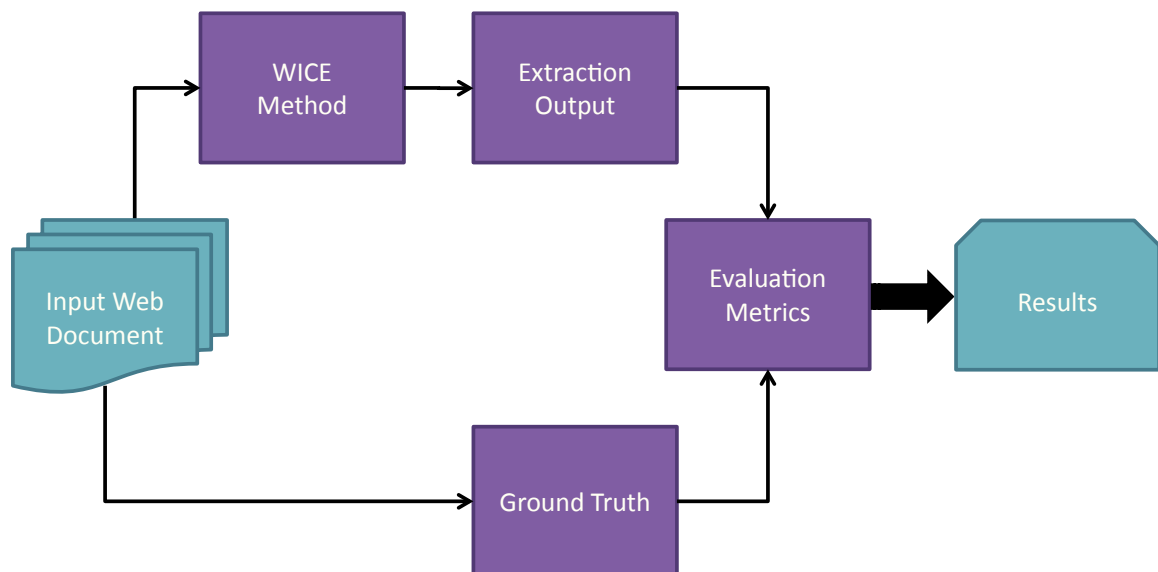 WICE
Method
Extraction
Output
Input Web
Document
Evaluation
Metrics
Results
Ground Truth